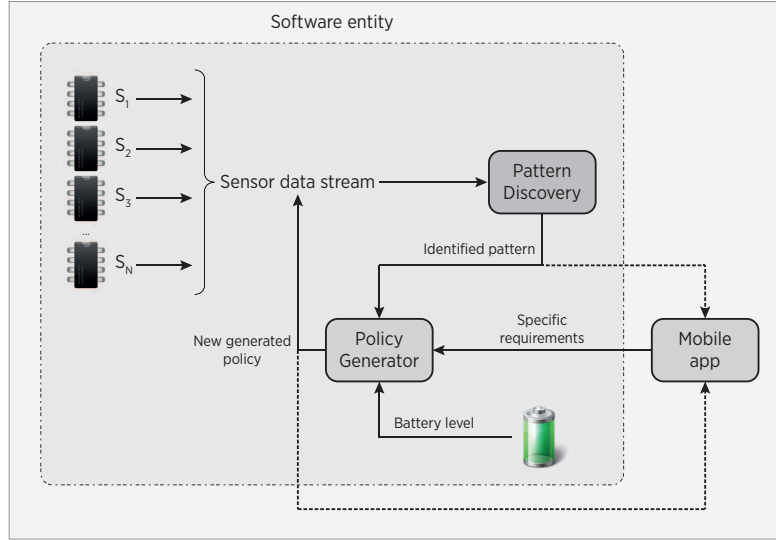 Software entity
S1
S2
S3
...
SN
Sensor data stream
Pattern
Discovery
Identified pattern
New generated
policy
Policy
Generator
Specific
requirements
Mobile
app
Battery level